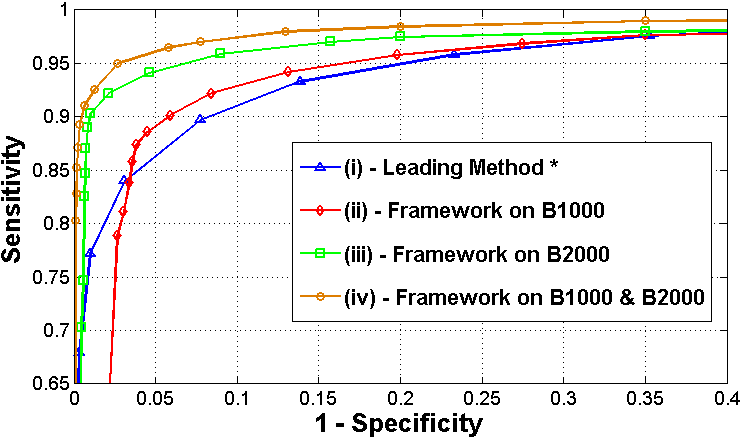 1
0.95
0.9
0.85
0.8
0.75
0.7
0.65
Sensitivity
(i) - Leading Method *
(ii) - Framework on B1000
(iii) - Framework on B2000
(iv) - Framework on B1000 & B2000
0 0.05 0.1 0.15 0.2 0.25 0.3 0.35 0.4
1 - Specificity